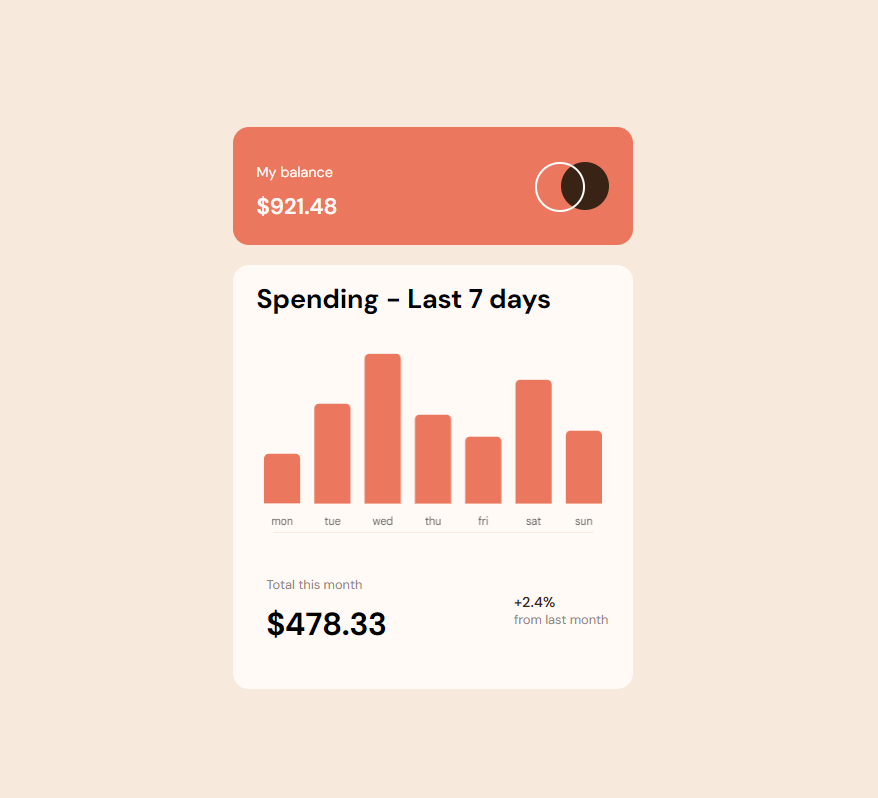 My balance
$921.48
Spending - Last 7 days
mon tue wed thu fri sat sun
Total this month
$478.33
+2.4%
from last month